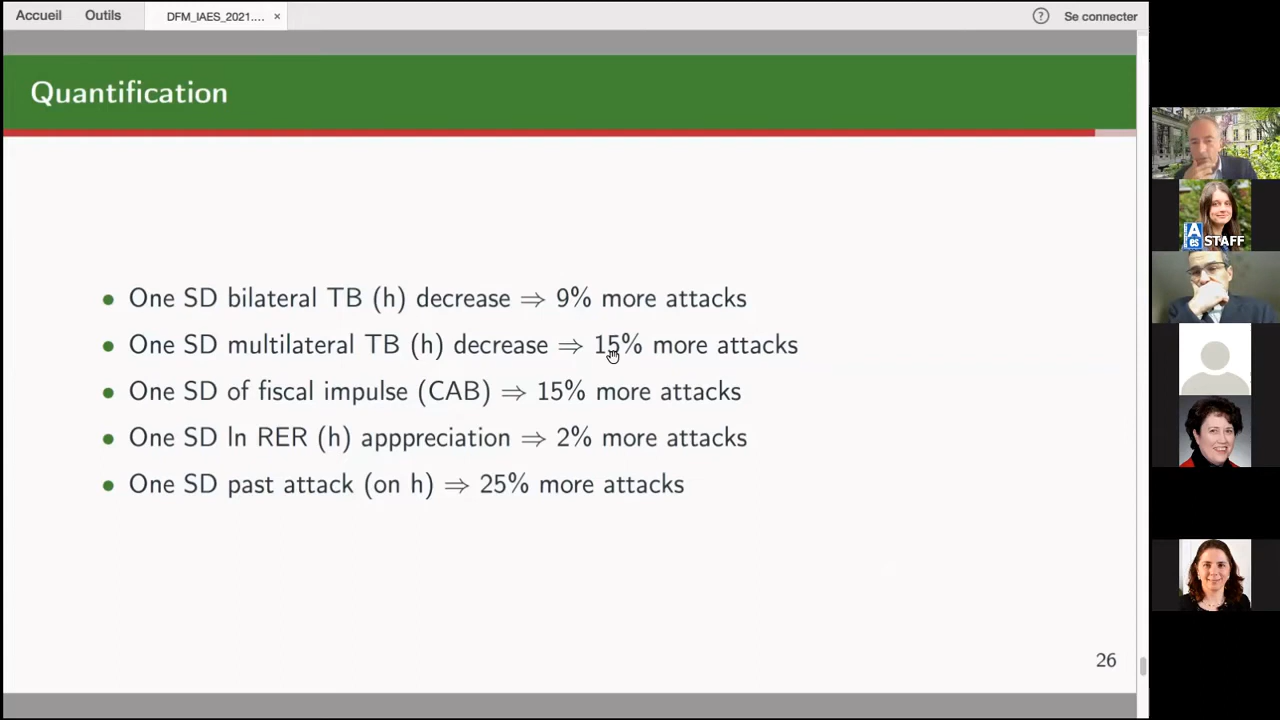 Accueil Outils DFM_IAES_2021.... × ? Se connecter
Quantification
• One SD bilateral TB (h) decrease ⇒ 9% more attacks
• One SD multilateral TB (h) decrease ⇒ 15% more attacks
• One SD of fiscal impulse (CAB) ⇒ 15% more attacks
• One SD ln RER (h) apppreciation ⇒ 2% more attacks
• One SD past attack (on h) ⇒ 25% more attacks
26
A
es STAFF